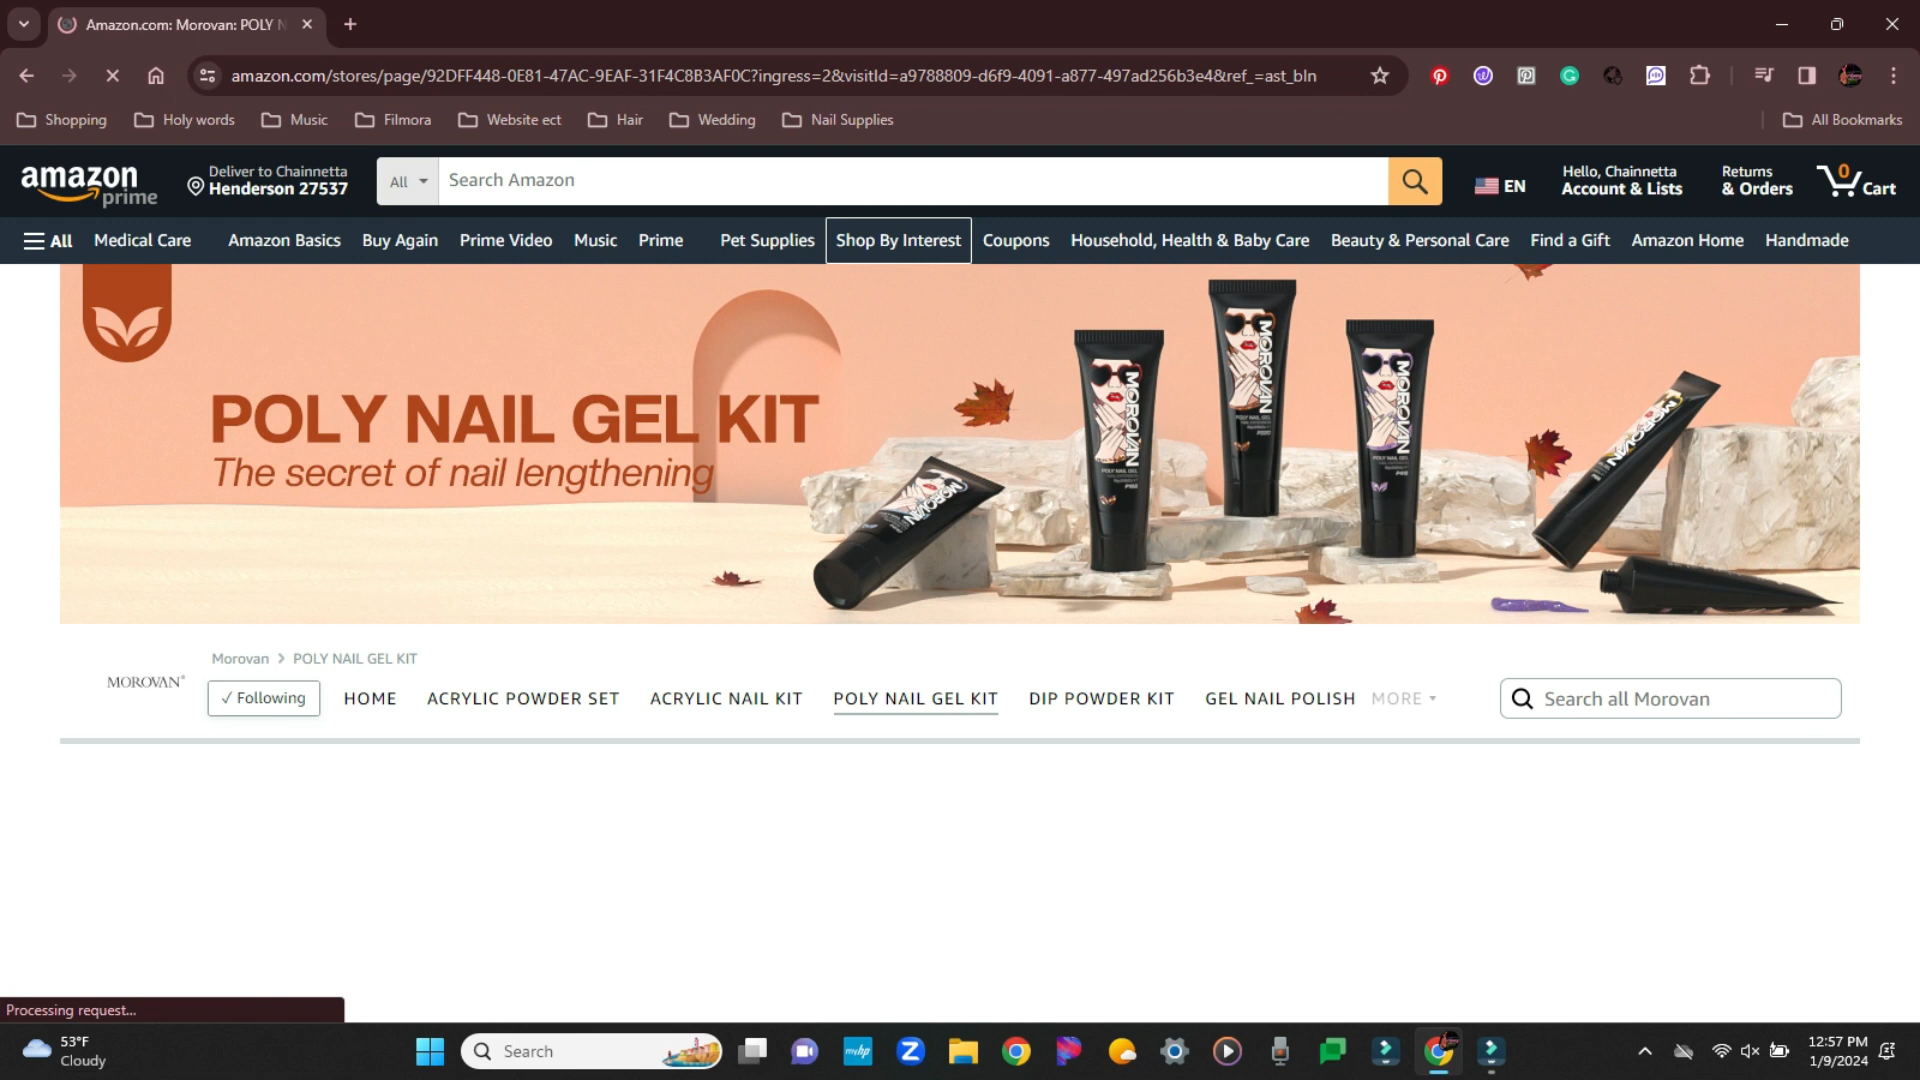 Amazon.com: Morovan: POLY N
amazon.com/stores/page/92DFF448-0E81-47AC-9EAF-31F4C8B3AF0C?ingress=2&visitId=a9788809-d6f9-4091-a877-497ad256b3e4&ref_=ast_bln
Shopping Holy words Music Filmora Website ect Hair Wedding Nail Supplies All Bookmarks
amazon prime
Deliver to Chainnetta
Henderson 27537
All
Search Amazon
EN
Hello, Chainnetta
Account & Lists
Returns
& Orders
0
Cart
All Medical Care Amazon Basics Buy Again Prime Video Music Prime Pet Supplies Shop By Interest Coupons Household, Health & Baby Care Beauty & Personal Care Find a Gift Amazon Home Handmade
POLY NAIL GEL KIT
The secret of nail lengthening
MOROVAN
MOROVAN
MOROVAN
MOROVAN
MOROVAN
Morovan > POLY NAIL GEL KIT
MOROVAN®
✓ Following
HOME ACRYLIC POWDER SET ACRYLIC NAIL KIT POLY NAIL GEL KIT DIP POWDER KIT GEL NAIL POLISH MORE
Search all Morovan
Processing request...
53°F
Cloudy
Search
12:57 PM
1/9/2024